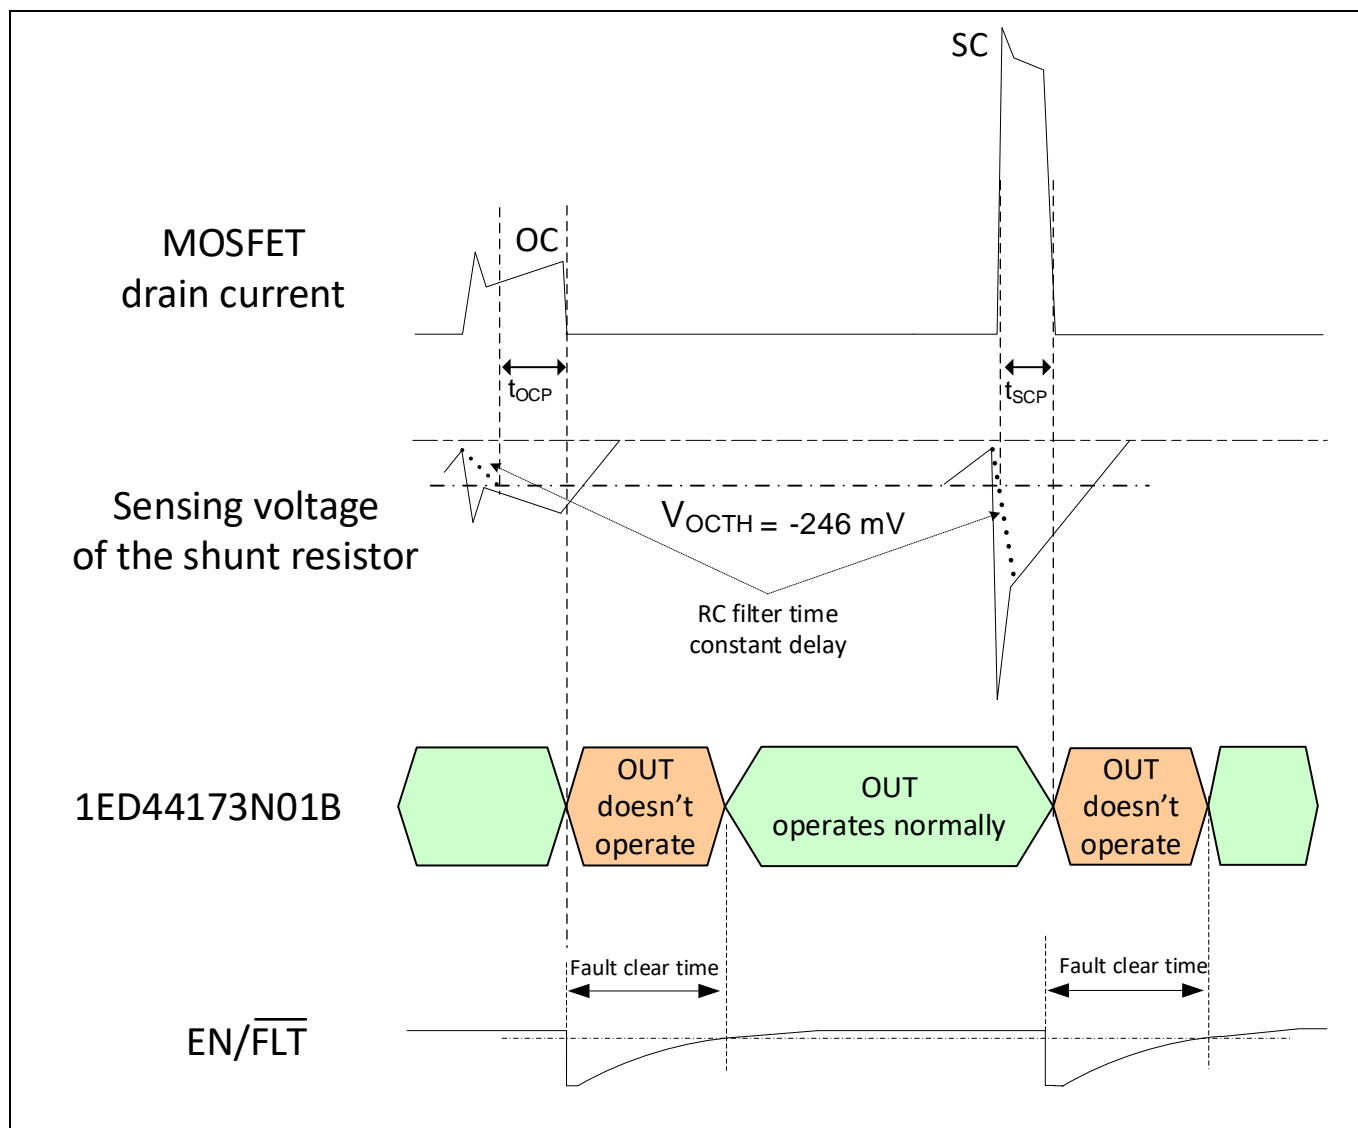 SC
OC
MOSFET
drain current
tOCP
tSCP
Sensing voltage
of the shunt resistor
VOCTH = -246 mV
RC filter time
constant delay
1ED44173N01B
OUT
doesn't
operate
OUT
operates normally
OUT
doesn't
operate
Fault clear time
Fault clear time
EN/F̅L̅T̅